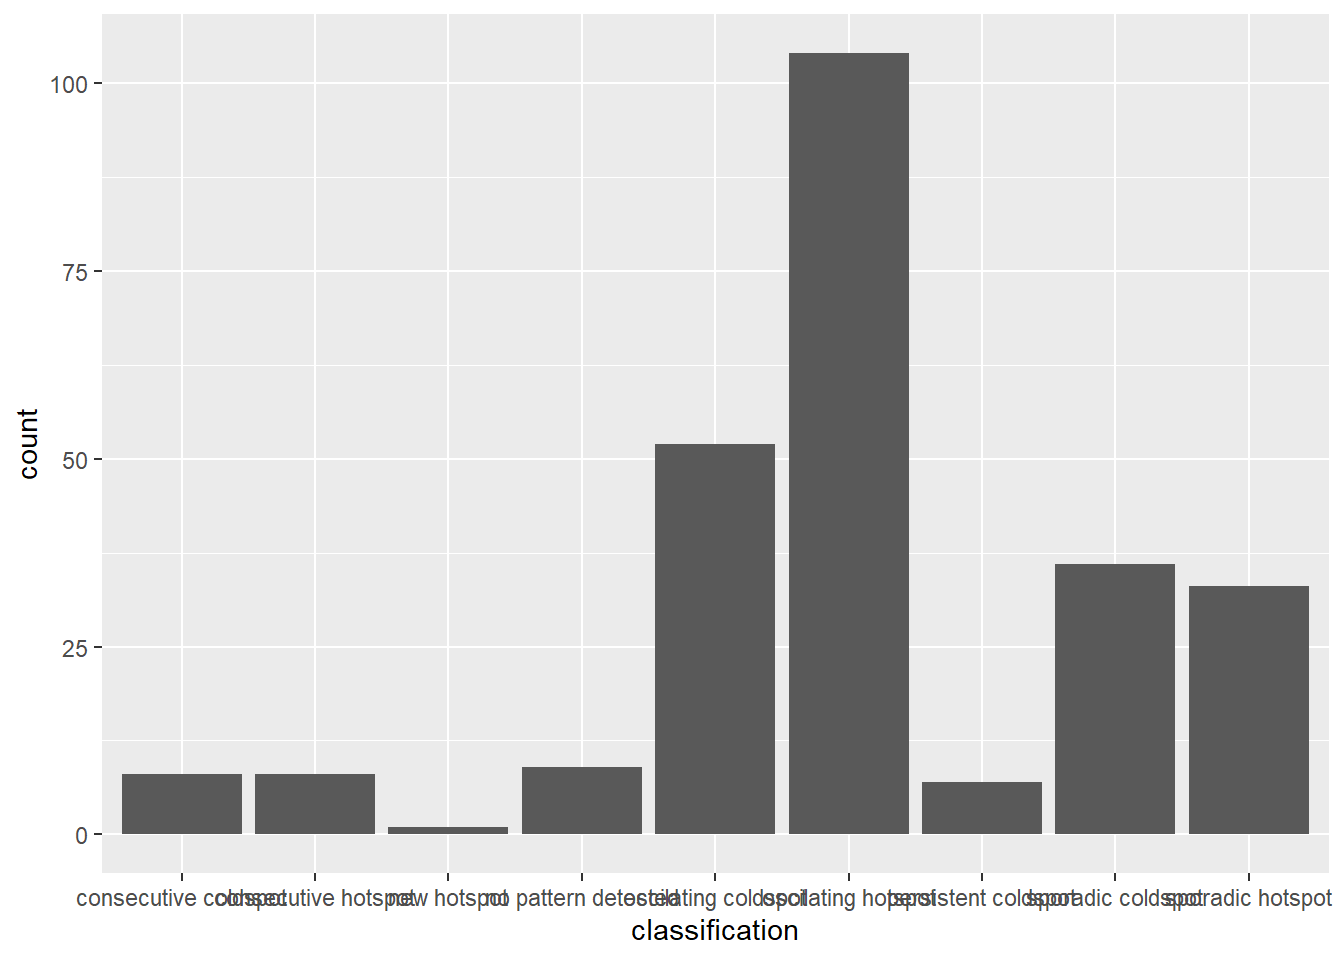 100
75
50
25
0
count
consecutive coldspot consecutive hotspot new hotspot no pattern detected oscilating coldspot oscilating hotspot persistent coldspot sporadic coldspot sporadic hotspot
classification